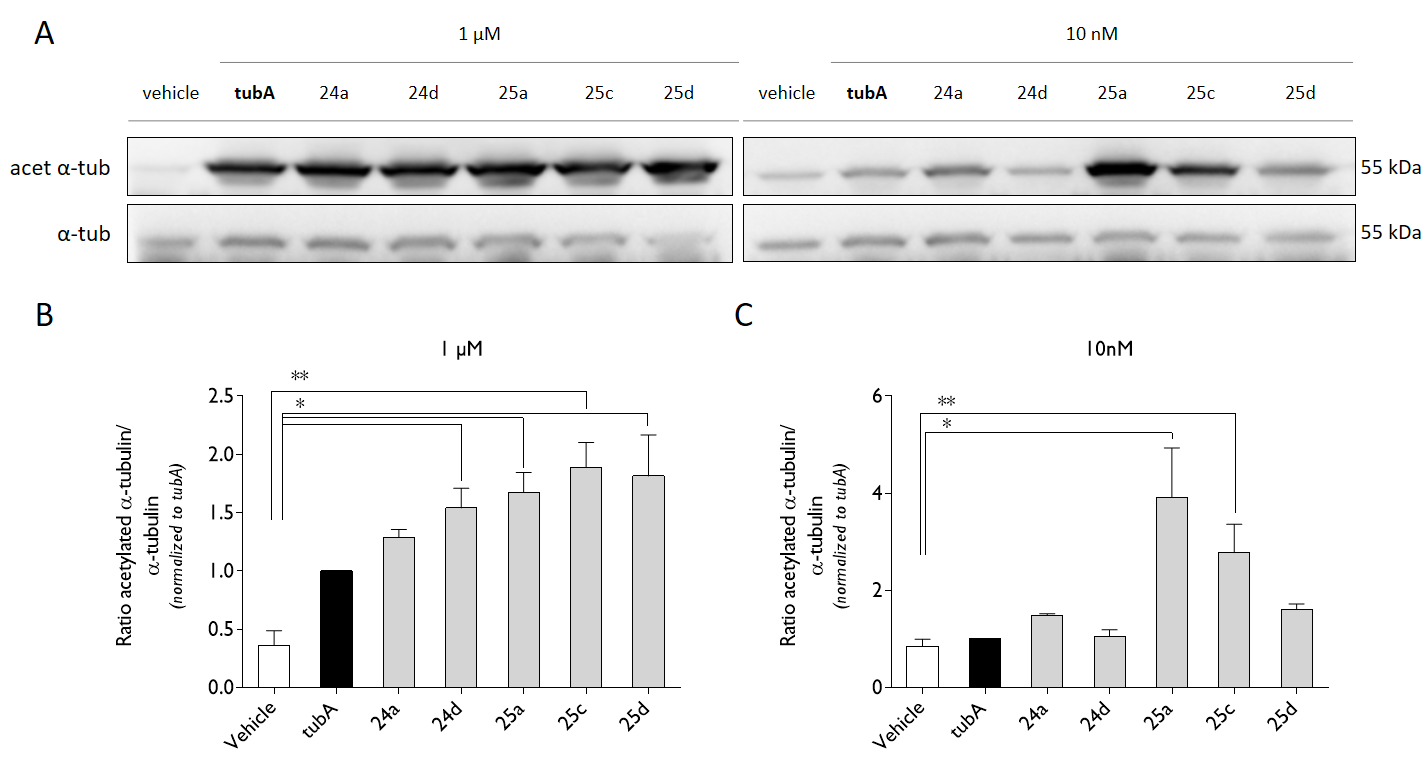 A
1 µM
10 nM
vehicle tubA 24a 24d 25a 25c 25d
vehicle tubA 24a 24d 25a 25c 25d
acet α-tub
55 kDa
α-tub
55 kDa
B
1 µM
**
*
Ratio acetylated α-tubulin/
α-tubulin
(normalized to tubA)
2.5
2.0
1.5
1.0
0.5
0.0
Vehicle
tubA
24a
24d
25a
25c
25d
C
10nM
**
*
Ratio acetylated α-tubulin/
α-tubulin
(normalized to tubA)
6
4
2
0
Vehicle
tubA
24a
24d
25a
25c
25d